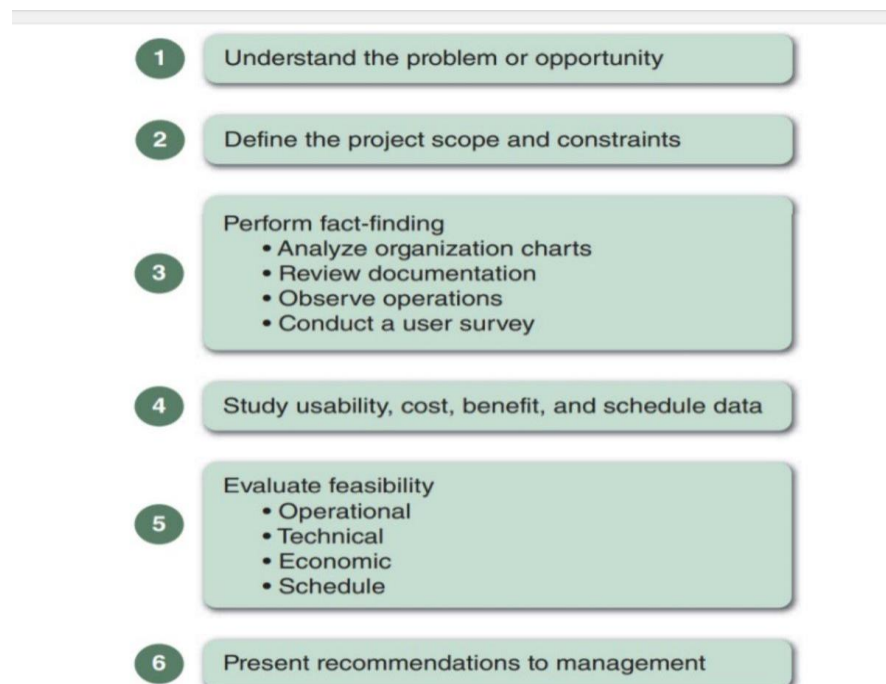 1 Understand the problem or opportunity
2 Define the project scope and constraints
Perform fact-finding
• Analyze organization charts
3 • Review documentation
• Observe operations
• Conduct a user survey
4 Study usability, cost, benefit, and schedule data
Evaluate feasibility
• Operational
5 • Technical
• Economic
• Schedule
6 Present recommendations to management